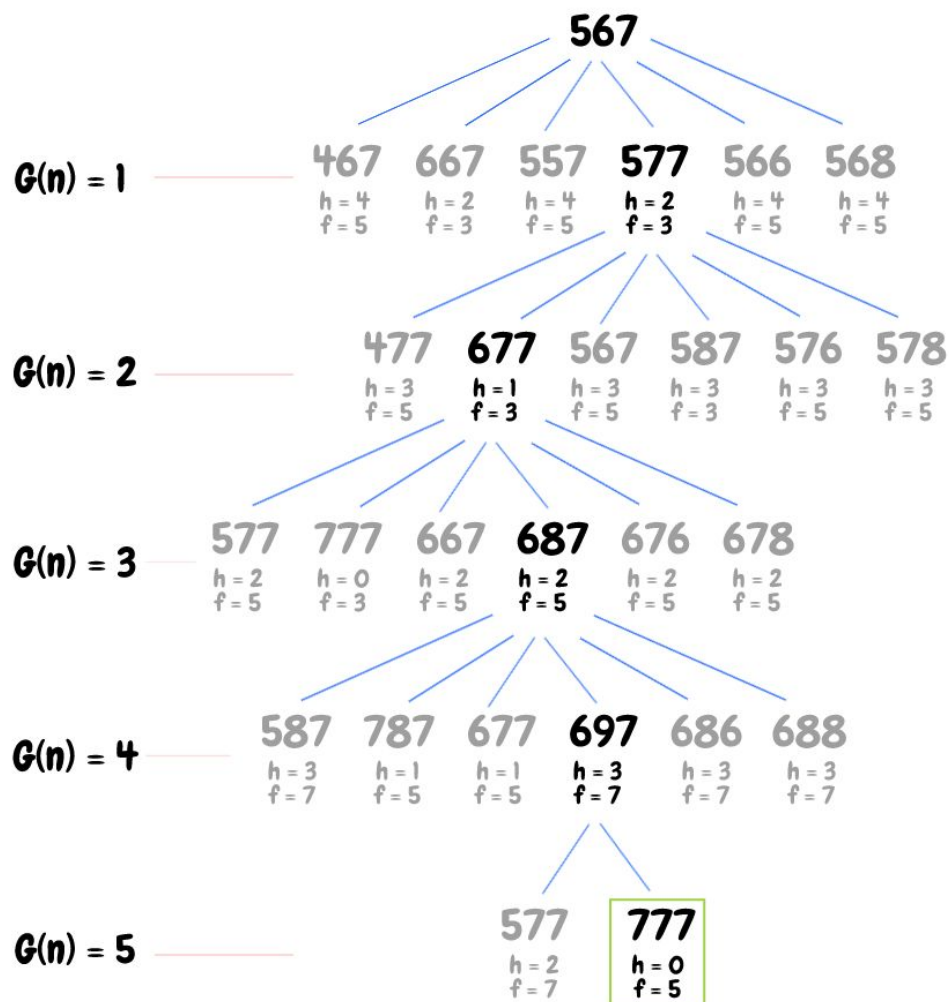 567
G(n) = 1
467 667 557 577 566 568
h = 4 h = 2 h = 4 h = 2 h = 4 h = 4
f = 5 f = 3 f = 5 f = 3 f = 5 f = 5
G(n) = 2
477 677 567 587 576 578
h = 3 h = 1 h = 3 h = 3 h = 3 h = 3
f = 5 f = 3 f = 5 f = 3 f = 5 f = 5
G(n) = 3
577 777 667 687 676 678
h = 2 h = 0 h = 2 h = 2 h = 2 h = 2
f = 5 f = 3 f = 5 f = 5 f = 5 f = 5
G(n) = 4
587 787 677 697 686 688
h = 3 h = 1 h = 1 h = 3 h = 3 h = 3
f = 7 f = 5 f = 5 f = 7 f = 7 f = 7
G(n) = 5
577 777
h = 2 h = 0
f = 7 f = 5